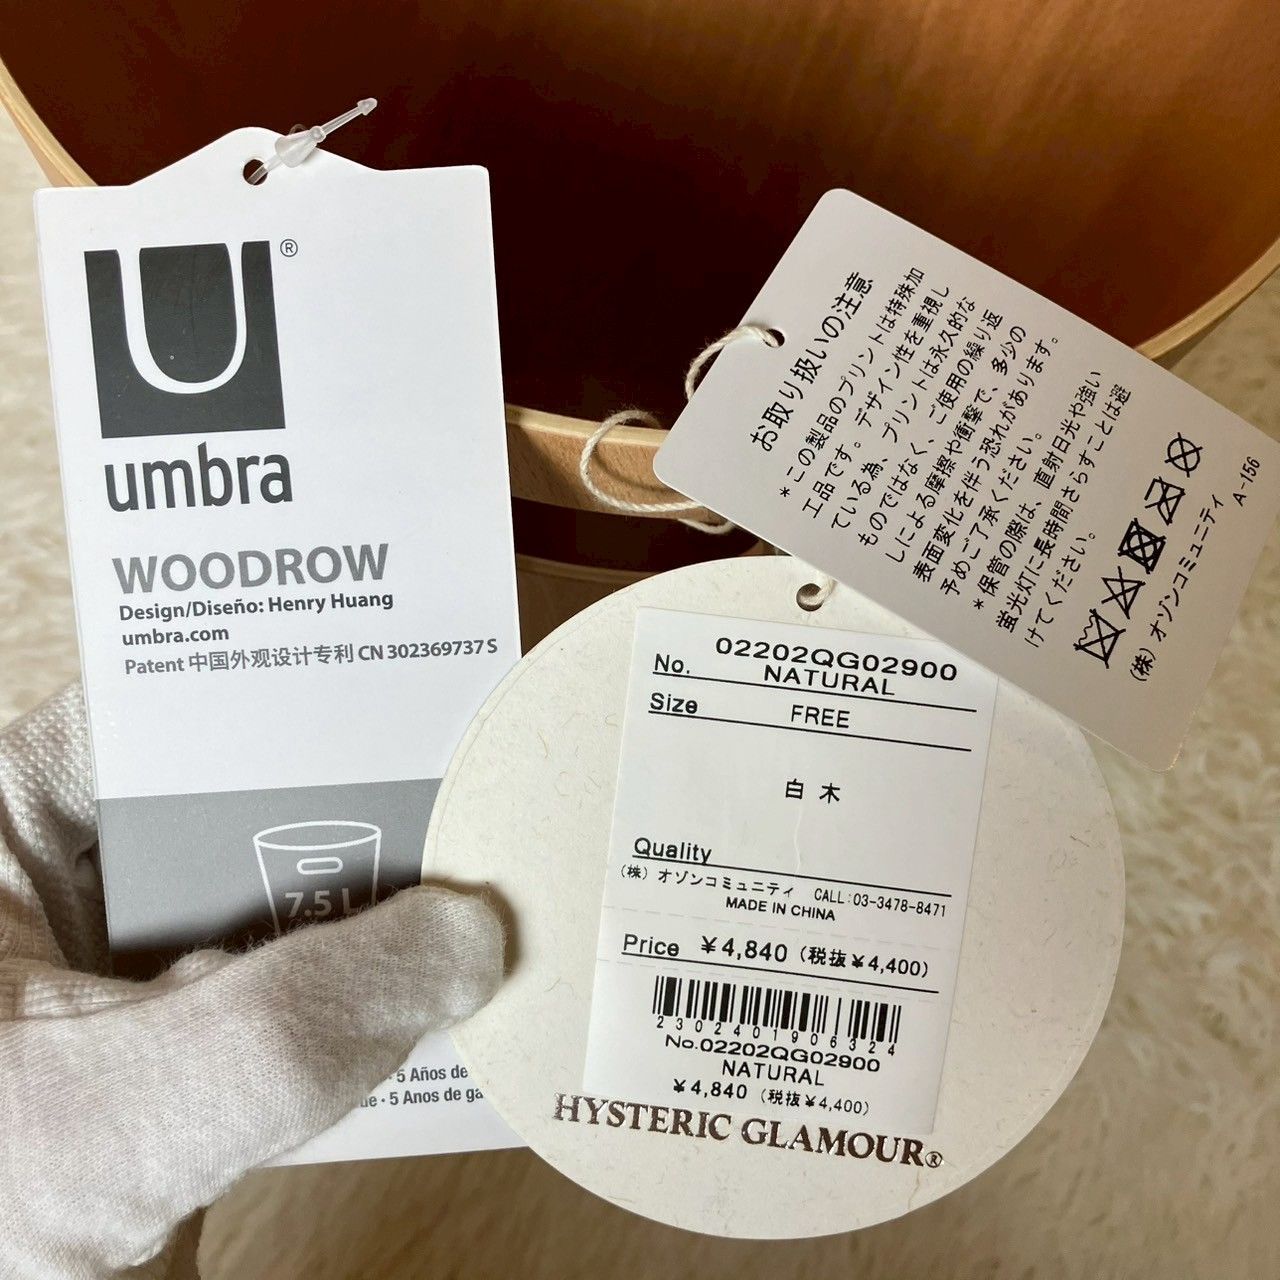 U®
umbra
WOODROW
Design/Diseño: Henry Huang
umbra.com
Patent 中国外观设计专利 CN 302369737 S
7.5 L
5 Años de
5 Anos de ga
お取り扱いの注意
*この製品のプリントは特殊加
工品です。デザイン性を重視し
ている為、プリントは永久的な
ものではなく、ご使用の繰り返
しによる摩擦や衝撃で、多少の
表面変化を伴う恐れがあります。
予めご了承ください。
*保管の際は、直射日光や強い
蛍光灯に長時間さらすことは避
けてください。
(株)オゾンコミュニティ
A-156
No. 02202QG02900
NATURAL
Size FREE
白木
Quality
(株)オゾンコミュニティ CALL:03-3478-8471
MADE IN CHINA
Price ¥4,840 (税抜¥4,400)
2302401906324
No.02202QG02900
NATURAL
¥4,840 (税抜¥4,400)
HYSTERIC GLAMOUR®